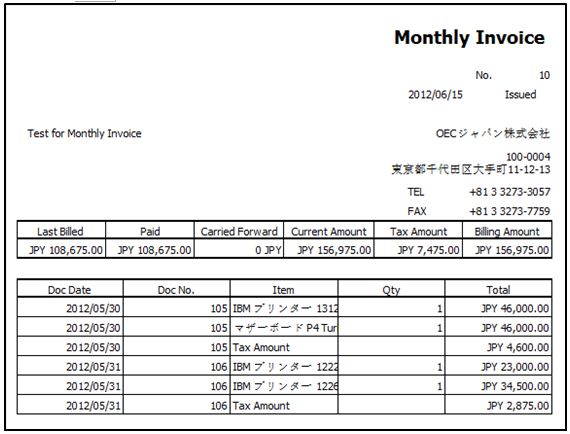 Monthly Invoice
No. 10
2012/06/15 Issued
Test for Monthly Invoice OECジャパン株式会社
100-0004
東京都千代田区大手町11-12-13
TEL +81 3 3273-3057
FAX +81 3 3273-7759
Last Billed Paid Carried Forward Current Amount Tax Amount Billing Amount
JPY 108,675.00 JPY 108,675.00 0 JPY JPY 156,975.00 JPY 7,475.00 JPY 156,975.00
Doc Date Doc No. Item Qty Total
2012/05/30 105 IBM プリンター 1312 1 JPY 46,000.00
2012/05/30 105 マザーボード P4 Tur 1 JPY 46,000.00
2012/05/30 105 Tax Amount JPY 4,600.00
2012/05/31 106 IBM プリンター 1222 1 JPY 23,000.00
2012/05/31 106 IBM プリンター 1226 1 JPY 34,500.00
2012/05/31 106 Tax Amount JPY 2,875.00